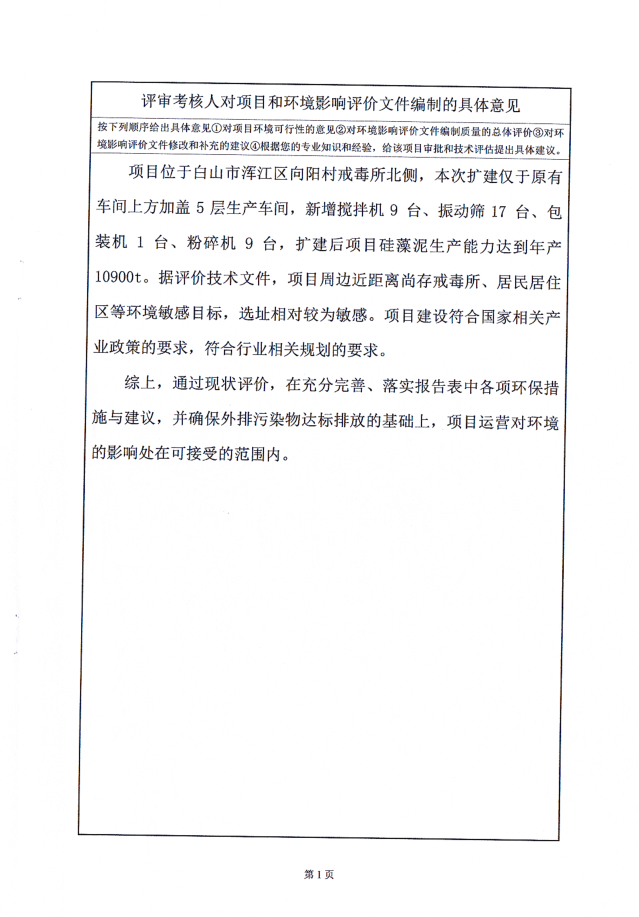 评审考核人对项目和环境影响评价文件编制的具体意见
按下列顺序给出具体意见①对项目环境可行性的意见②对环境影响评价文件编制质量的总体评价③对环
境影响评价文件修改和补充的建议④根据您的专业知识和经验，给该项目审批和技术评估提出具体建议。
项目位于白山市浑江区向阳村戒毒所北侧，本次扩建仅于原有
车间上方加盖 5 层生产车间，新增搅拌机 9 台、振动筛 17 台、包
装机 1 台、粉碎机 9 台，扩建后项目硅藻泥生产能力达到年产
10900t。据评价技术文件，项目周边近距离尚存戒毒所、居民居住
区等环境敏感目标，选址相对较为敏感。项目建设符合国家相关产
业政策的要求，符合行业相关规划的要求。
综上，通过现状评价，在充分完善、落实报告表中各项环保措
施与建议，并确保外排污染物达标排放的基础上，项目运营对环境
的影响处在可接受的范围内。
第 1 页